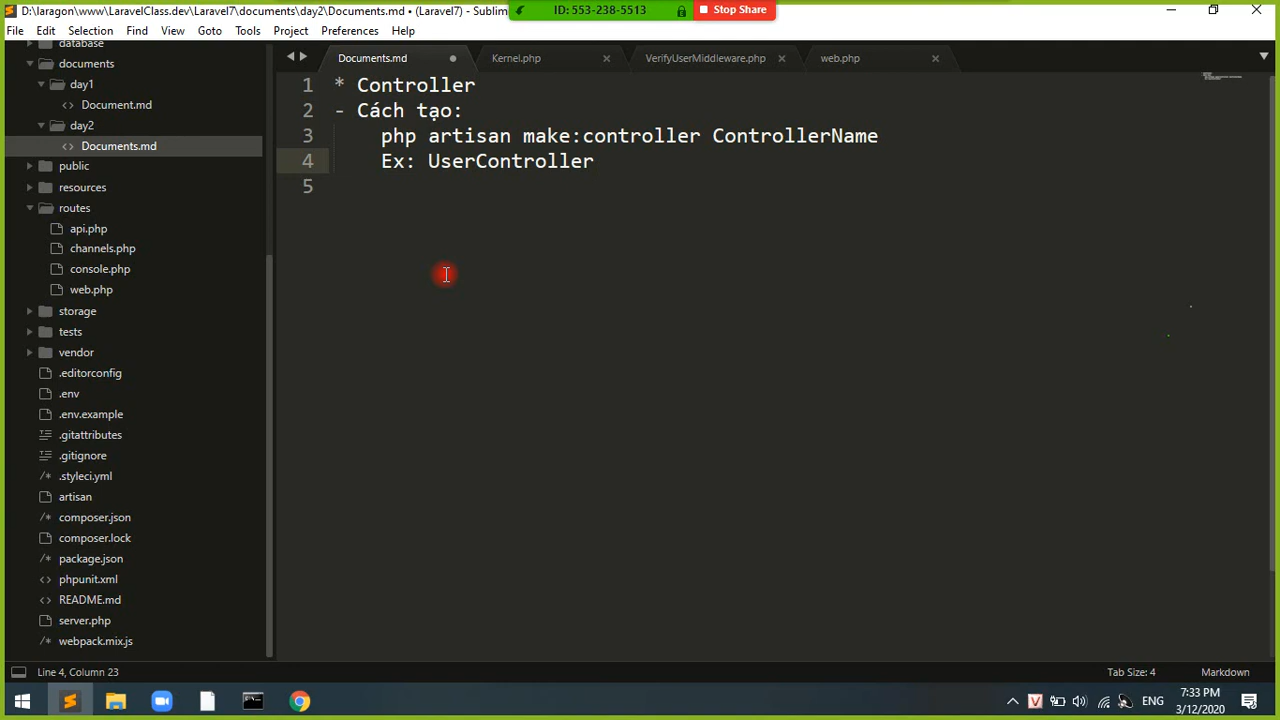 D:\laragon\www\LaravelClass.dev\Laravel7\documents\day2\Documents.md • (Laravel7) - Sublim
ID: 553-238-5513
Stop Share
File Edit Selection Find View Goto Tools Project Preferences Help
database
documents
day1
Document.md
day2
Documents.md
public
resources
routes
api.php
channels.php
console.php
web.php
storage
tests
vendor
.editorconfig
.env
.env.example
.gitattributes
.gitignore
.styleci.yml
artisan
composer.json
composer.lock
package.json
phpunit.xml
README.md
server.php
webpack.mix.js
Documents.md Kernel.php VerifyUserMiddleware.php web.php
1 * Controller
2 - Cách tạo:
3 php artisan make:controller ControllerName
4 Ex: UserController
5
Line 4, Column 23
Tab Size: 4
Markdown
ENG
7:33 PM
3/12/2020